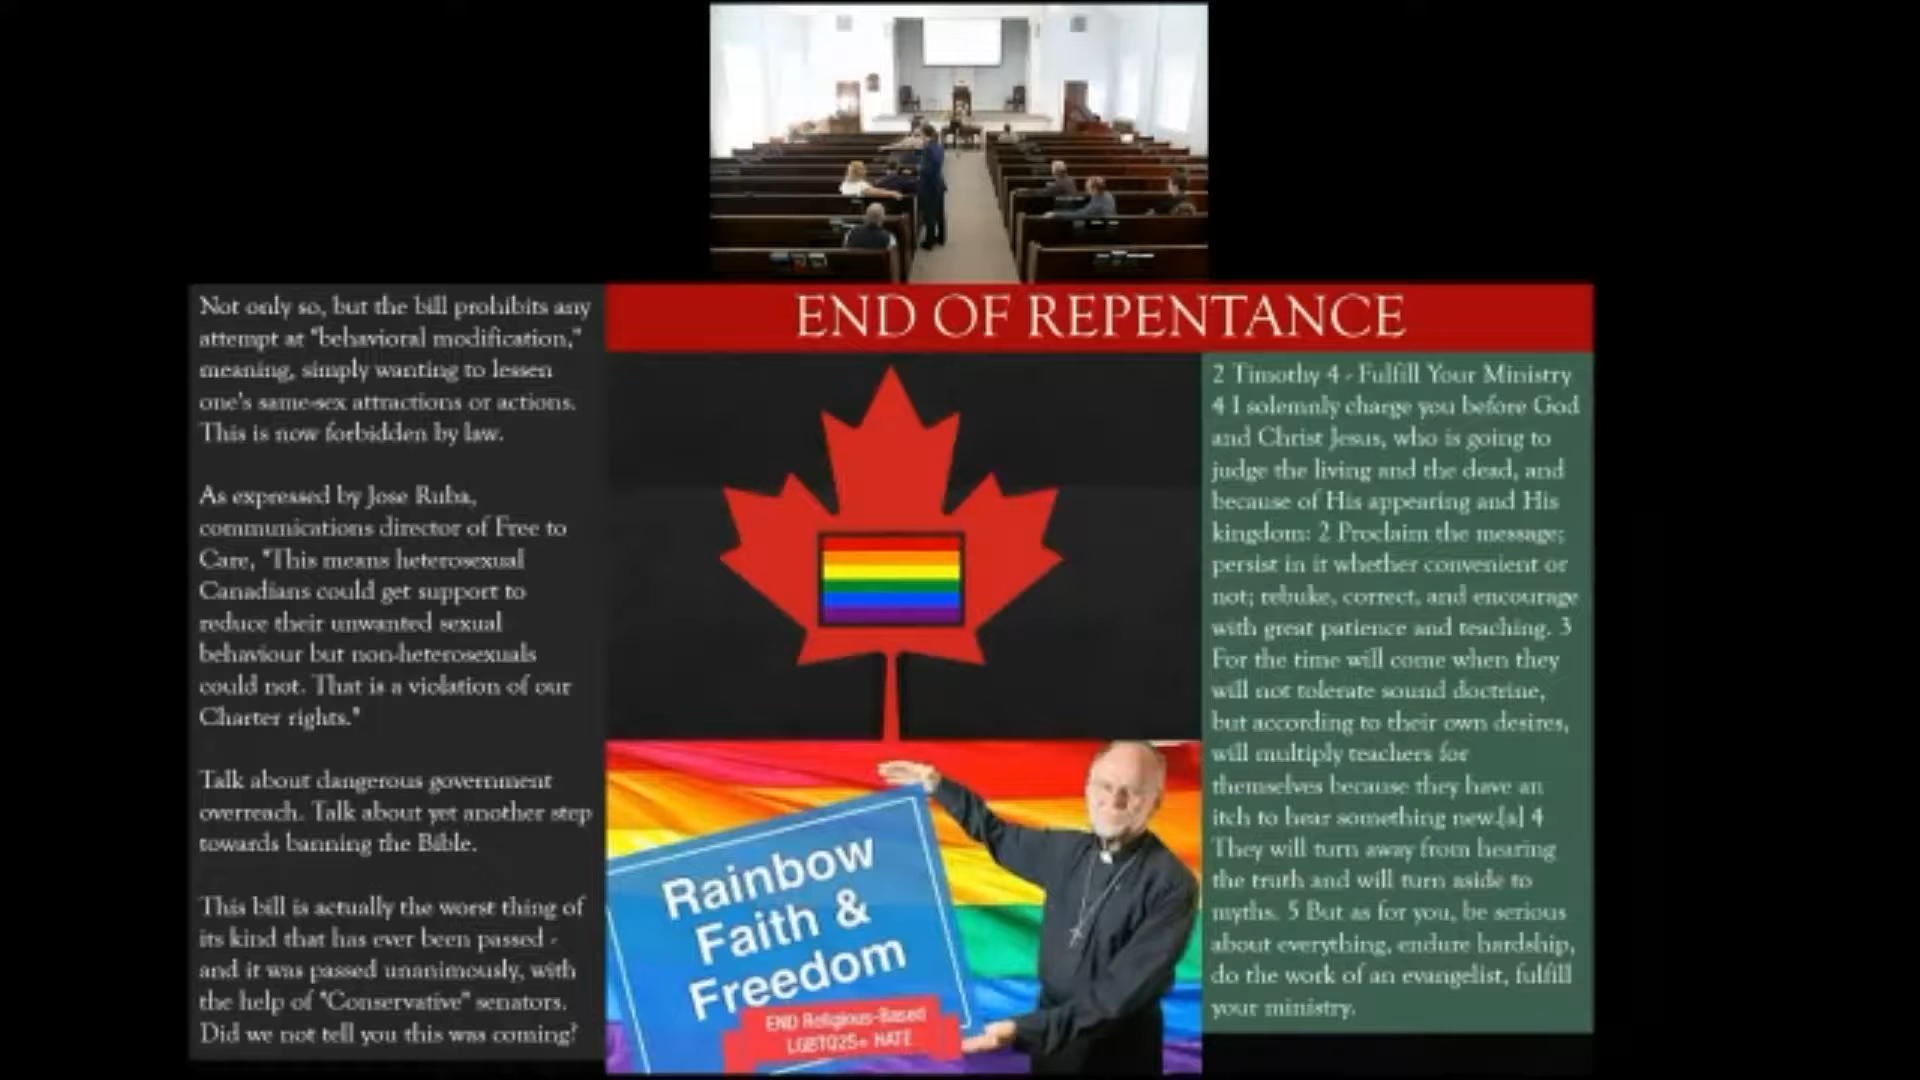 END OF REPENTANCE
Not only so, but the bill prohibits any
attempt at "behavioral modification,"
meaning, simply wanting to lessen
one's same-sex attractions or actions.
This is now forbidden by law.
As expressed by Jose Ruba,
communications director of Free to
Care, "This means heterosexual
Canadians could get support to
reduce their unwanted sexual
behaviour but non-heterosexuals
could not. That is a violation of our
Charter rights."
Talk about dangerous government
overreach. Talk about yet another step
towards banning the Bible.
This bill is actually the worst thing of
its kind that has ever been passed -
and it was passed unanimously, with
the help of "Conservative" senators.
Did we not tell you this was coming?
Rainbow
Faith &
Freedom
END Religious-Based
LGBTQ2S+ HATE
2 Timothy 4 - Fulfill Your Ministry
4 I solemnly charge you before God
and Christ Jesus, who is going to
judge the living and the dead, and
because of His appearing and His
kingdom: 2 Proclaim the message;
persist in it whether convenient or
not; rebuke, correct, and encourage
with great patience and teaching. 3
For the time will come when they
will not tolerate sound doctrine,
but according to their own desires,
will multiply teachers for
themselves because they have an
itch to hear something new.[a] 4
They will turn away from hearing
the truth and will turn aside to
myths. 5 But as for you, be serious
about everything, endure hardship,
do the work of an evangelist, fulfill
your ministry.